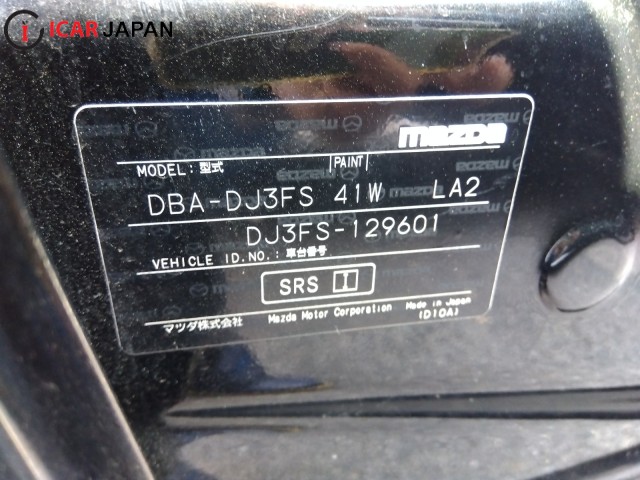 ICAR JAPAN
mazda
MODEL: 型式 PAINT
DBA-DJ3FS 41W LA2
DJ3FS-129601
VEHICLE ID.NO.: 車台番号
SRS I
マツダ株式会社 Mazda Motor Corporation Made in Japan
(D10A)